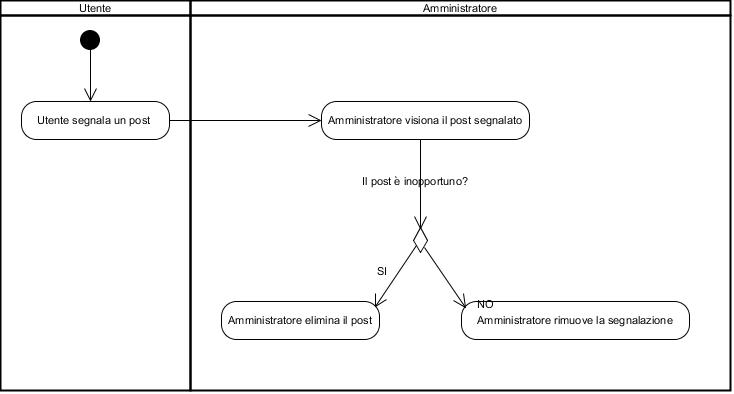 Utente
Amministratore
Utente segnala un post
Amministratore visiona il post segnalato
Il post è inopportuno?
SI
NO
Amministratore elimina il post
Amministratore rimuove la segnalazione